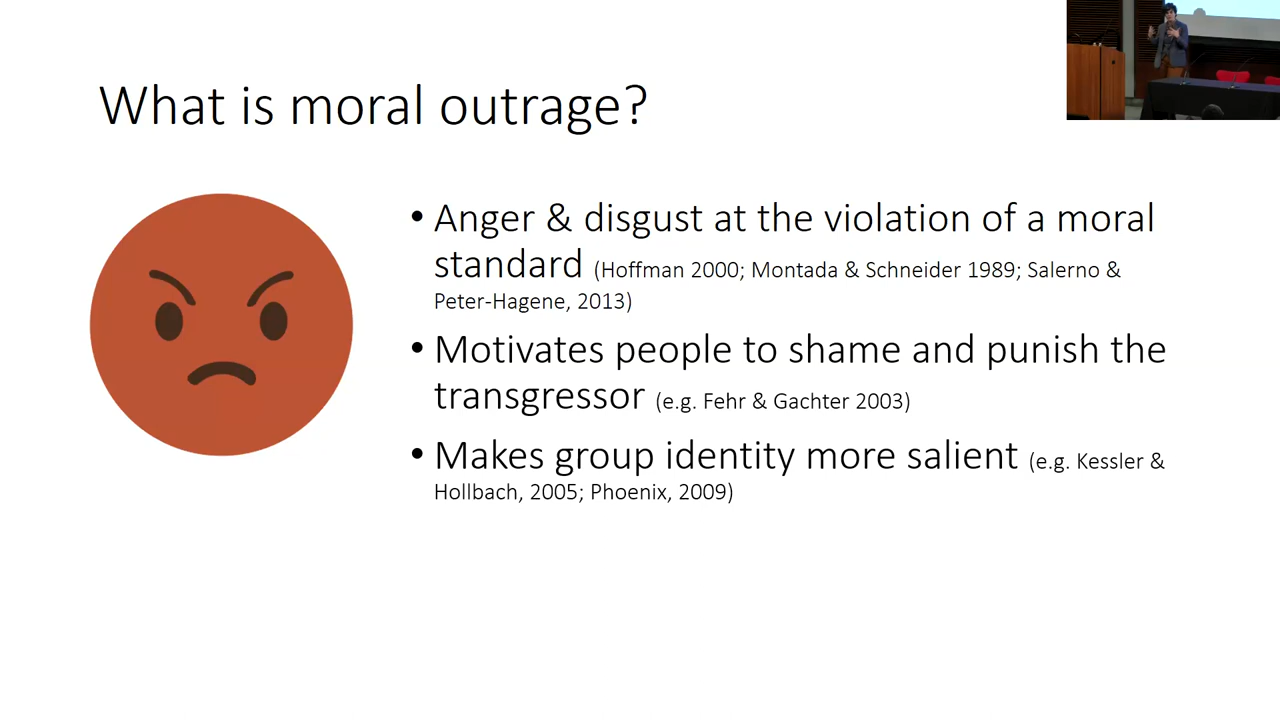 What is moral outrage?
• Anger & disgust at the violation of a moral
standard (Hoffman 2000; Montada & Schneider 1989; Salerno &
Peter-Hagene, 2013)
• Motivates people to shame and punish the
transgressor (e.g. Fehr & Gachter 2003)
• Makes group identity more salient (e.g. Kessler &
Hollbach, 2005; Phoenix, 2009)